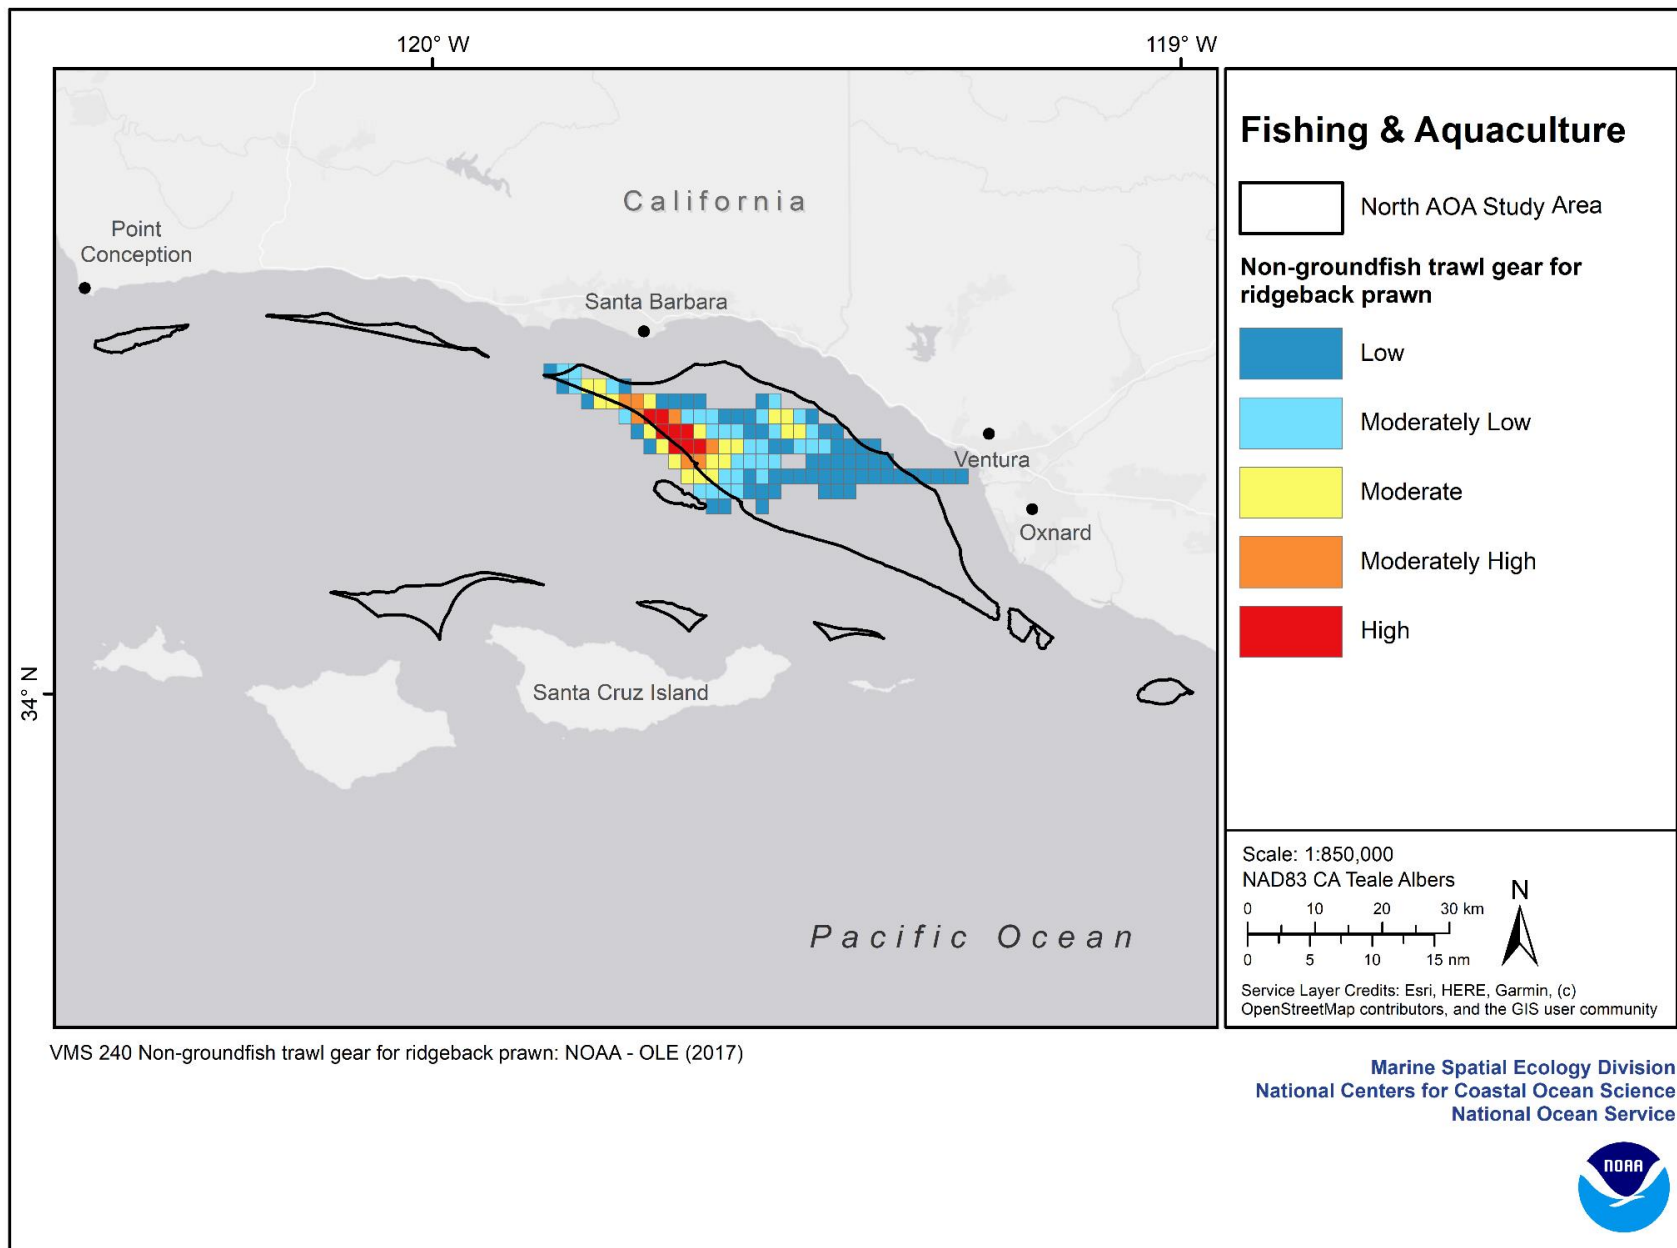 120° W
119° W
Point
Conception
California
Santa Barbara
Ventura
Oxnard
34° N
Santa Cruz Island
Pacific Ocean
Fishing & Aquaculture
North AOA Study Area
Non-groundfish trawl gear for
ridgeback prawn
Low
Moderately Low
Moderate
Moderately High
High
Scale: 1:850,000
NAD83 CA Teale Albers
N
0 10 20 30 km
0 5 10 15 nm
Service Layer Credits: Esri, HERE, Garmin, (c)
OpenStreetMap contributors, and the GIS user community
VMS 240 Non-groundfish trawl gear for ridgeback prawn: NOAA - OLE (2017)
Marine Spatial Ecology Division
National Centers for Coastal Ocean Science
National Ocean Service
NOAA